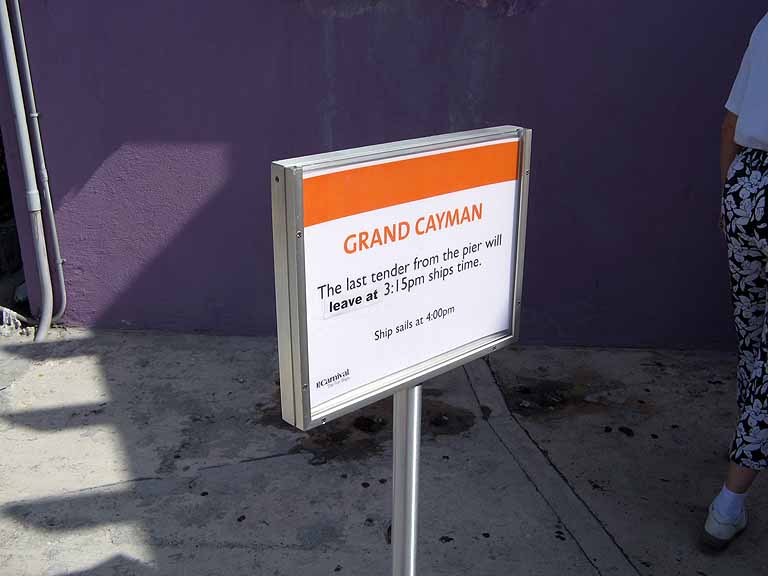 GRAND CAYMAN
The last tender from the pier will
leave at 3:15pm ships time.
Ship sails at 4:00pm
Carnival